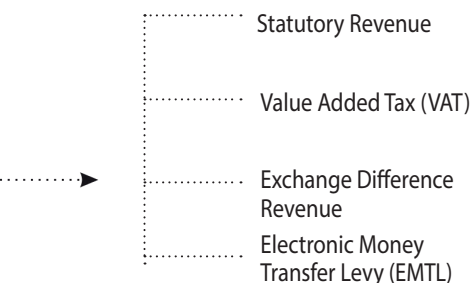 Statutory Revenue
Value Added Tax (VAT)
Exchange Difference
Revenue
Electronic Money
Transfer Levy (EMTL)